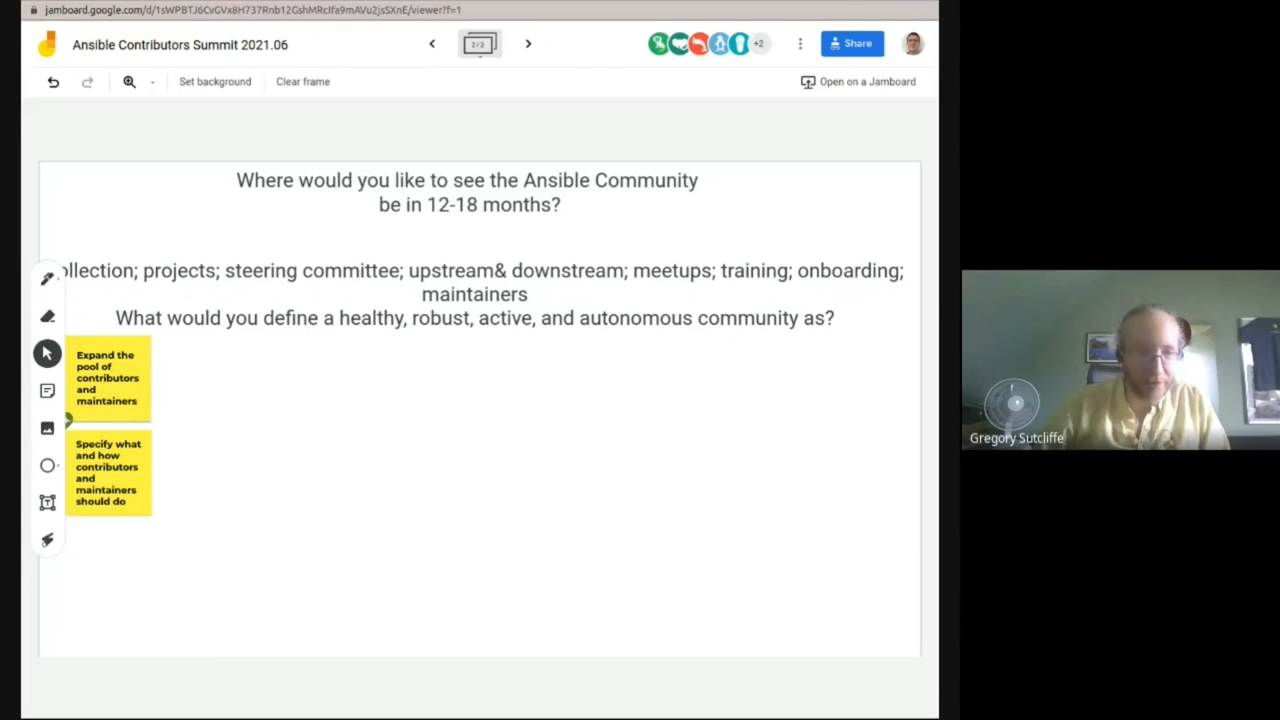 jamboard.google.com/d/1sWPBTJ6CvGVx8H737Rnb12GshMRcIfa9mAVu2jsSXnE/viewer?f=1
Ansible Contributors Summit 2021.06
2/2
+2
Share
Set background
Clear frame
Open on a Jamboard
Where would you like to see the Ansible Community
be in 12-18 months?
ollection; projects; steering committee; upstream& downstream; meetups; training; onboarding;
maintainers
What would you define a healthy, robust, active, and autonomous community as?
Expand the
pool of
contributors
and
maintainers
Specify what
and how
contributors
and
maintainers
should do
Gregory Sutcliffe